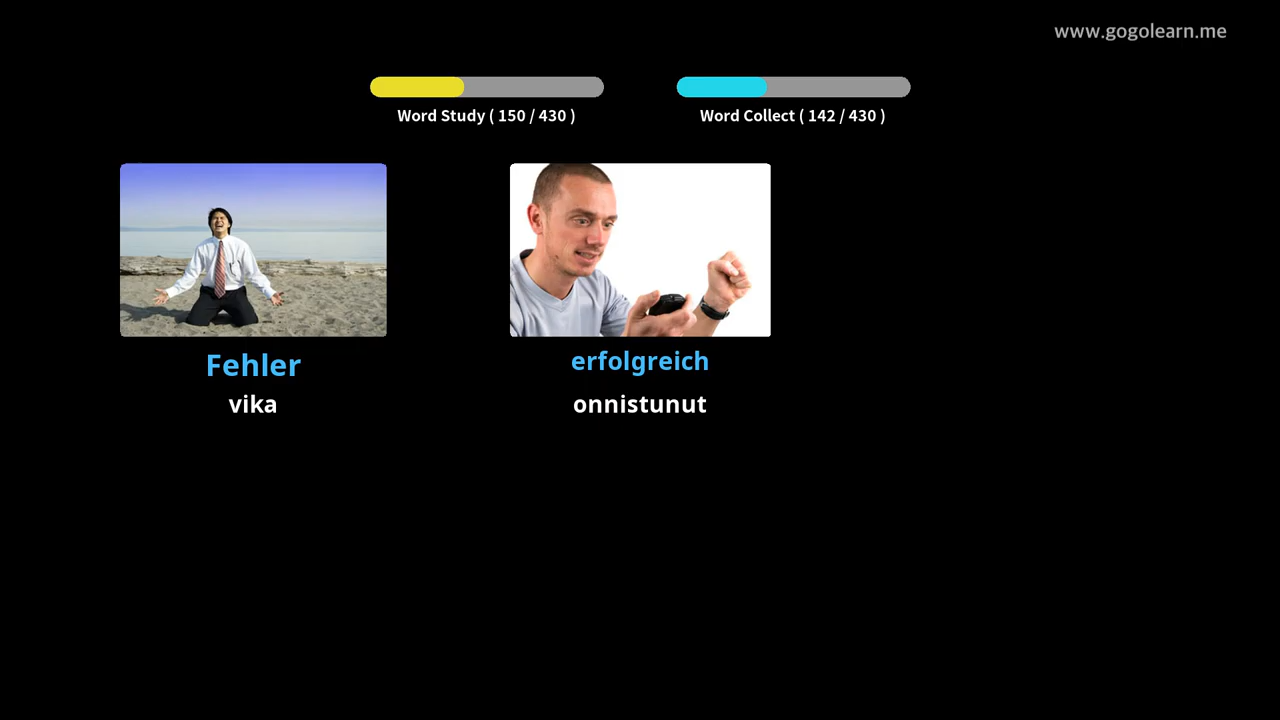 www.gogolearn.me
Word Study ( 150 / 430 )
Word Collect ( 142 / 430 )
Fehler
vika
erfolgreich
onnistunut